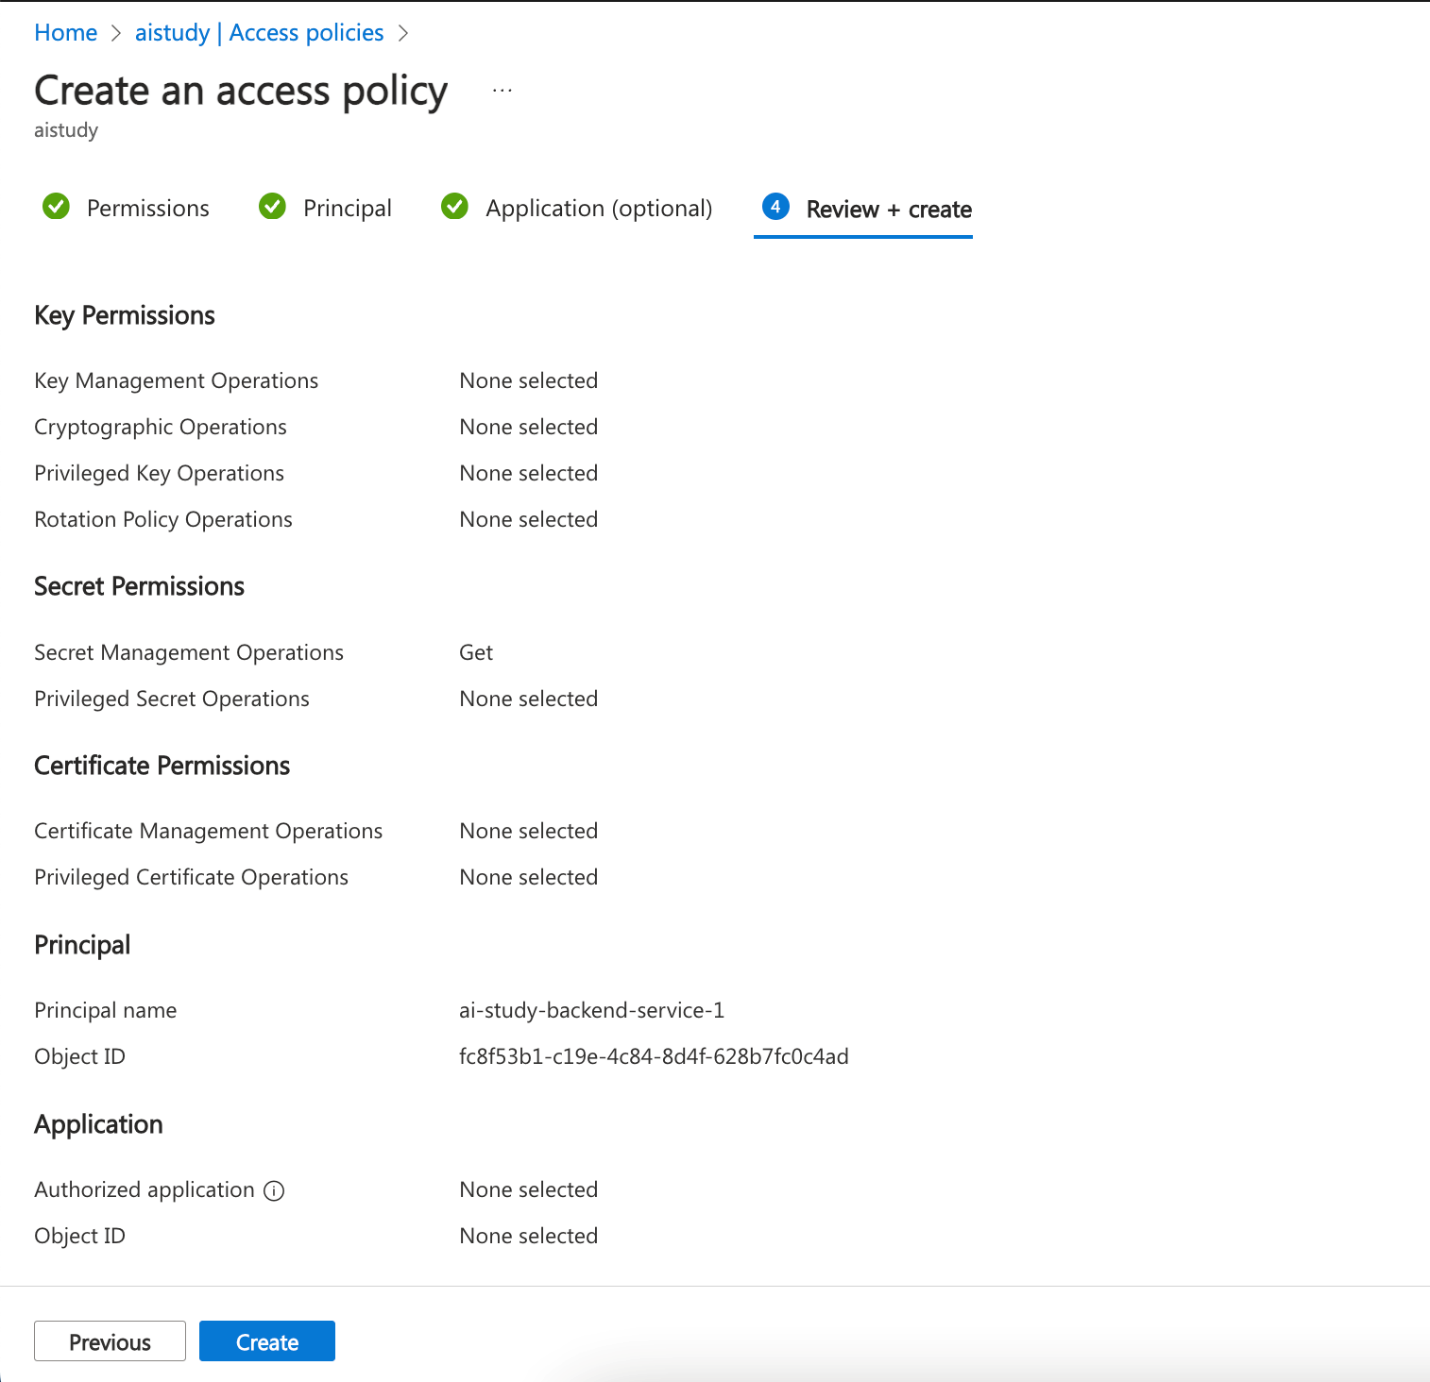 Home > aistudy | Access policies >
Create an access policy ...
aistudy
Permissions Principal Application (optional) 4 Review + create
Key Permissions
Key Management Operations None selected
Cryptographic Operations None selected
Privileged Key Operations None selected
Rotation Policy Operations None selected
Secret Permissions
Secret Management Operations Get
Privileged Secret Operations None selected
Certificate Permissions
Certificate Management Operations None selected
Privileged Certificate Operations None selected
Principal
Principal name ai-study-backend-service-1
Object ID fc8f53b1-c19e-4c84-8d4f-628b7fc0c4ad
Application
Authorized application None selected
Object ID None selected
Previous Create